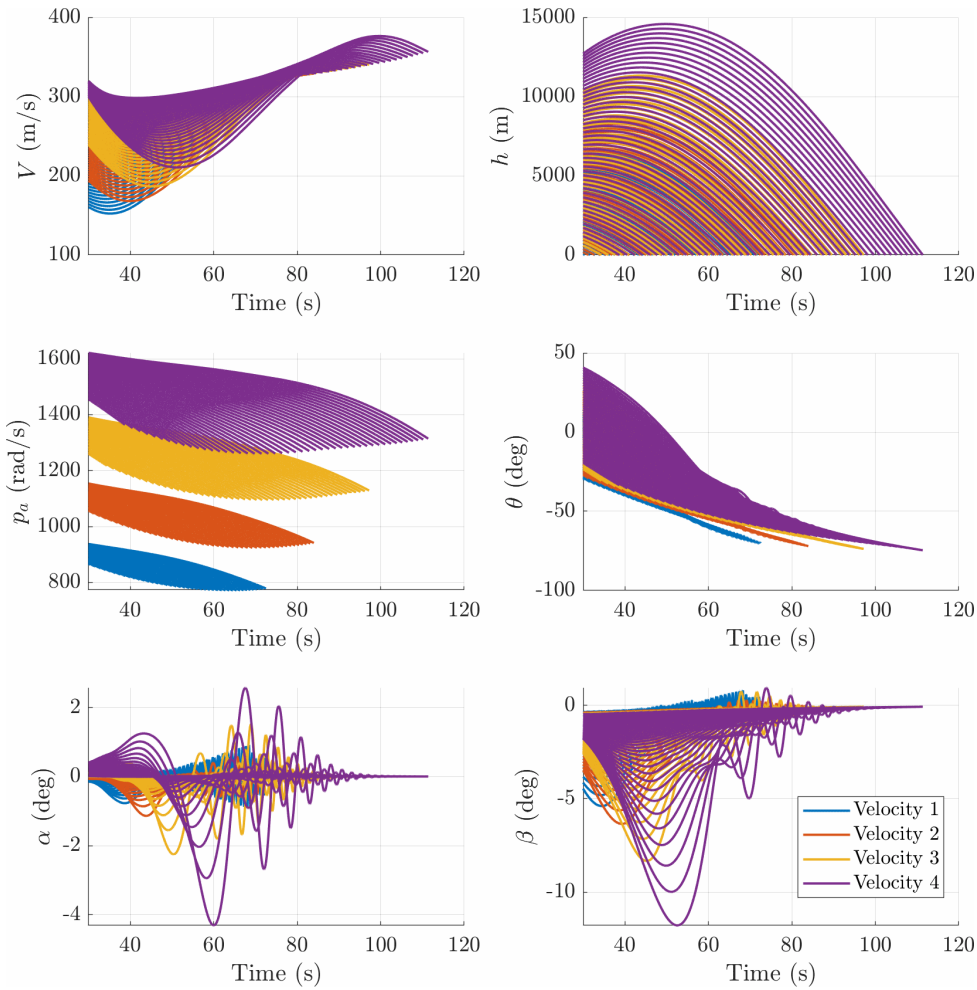 400
300
200
100
V (m/s)
40 60 80 100 120
Time (s)
15000
10000
5000
0
h (m)
40 60 80 100 120
Time (s)
1600
1400
1200
1000
800
pₐ (rad/s)
40 60 80 100 120
Time (s)
50
0
-50
-100
θ (deg)
40 60 80 100 120
Time (s)
2
0
-2
-4
α (deg)
40 60 80 100 120
Time (s)
0
-5
-10
β (deg)
40 60 80 100 120
Time (s)
Velocity 1
Velocity 2
Velocity 3
Velocity 4